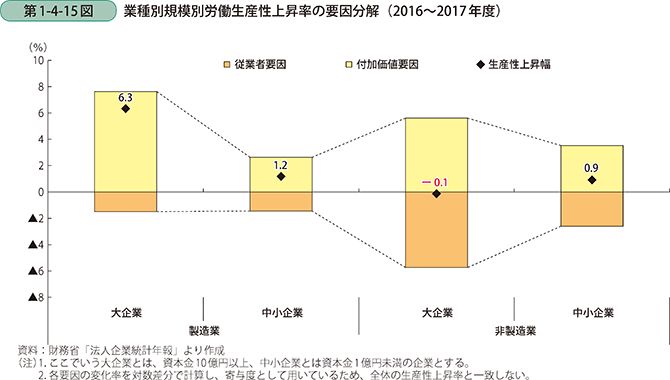 第1-4-15図 業種別規模別労働生産性上昇率の要因分解（2016～2017年度）
（%）
従業者要因 付加価値要因 生産性上昇幅
10
8
6
4
2
0
▲2
▲4
▲6
▲8
6.3
1.2
－0.1
0.9
大企業 中小企業 大企業 中小企業
製造業 非製造業
資料：財務省「法人企業統計年報」より作成
（注）1. ここでいう大企業とは、資本金10億円以上、中小企業とは資本金1億円未満の企業とする。
2. 各要因の変化率を対数差分で計算し、寄与度として用いているため、全体の生産性上昇率と一致しない。